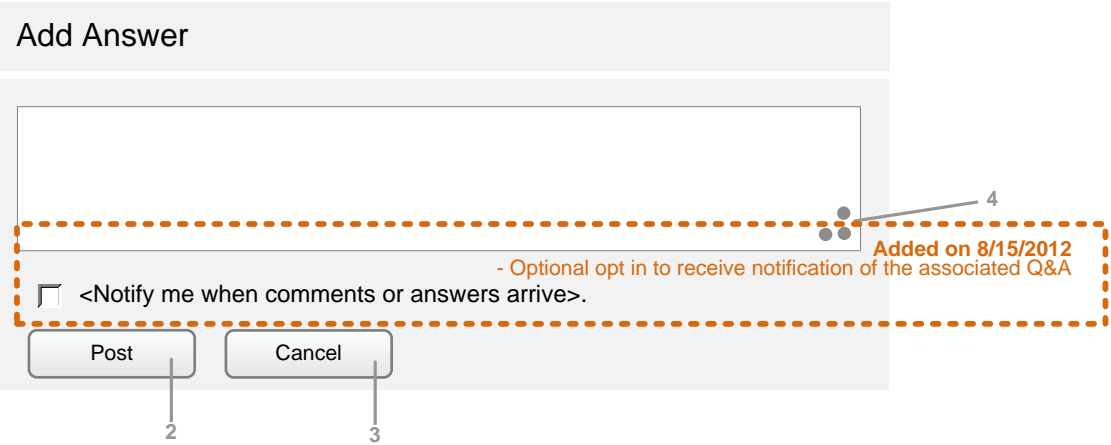 Add Answer
4
Added on 8/15/2012
- Optional opt in to receive notification of the associated Q&A
<Notify me when comments or answers arrive>.
Post
Cancel
2
3